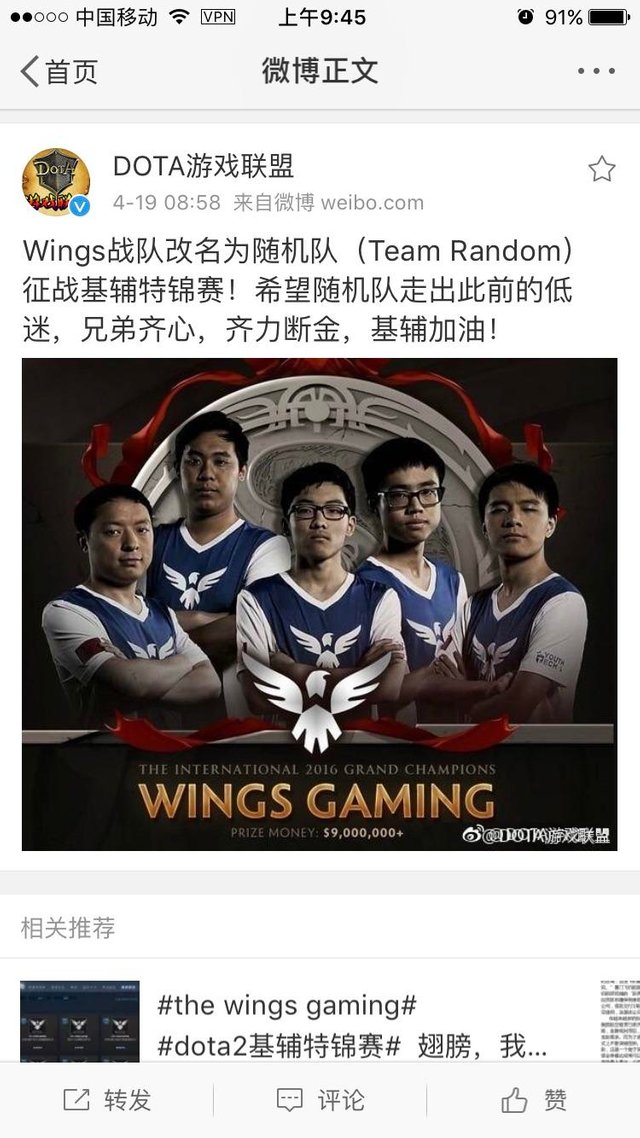 中国移动 VPN 上午9:45 91%
首页 微博正文
DOTA
DOTA游戏联盟
4-19 08:58 来自微博 weibo.com
Wings战队改名为随机队（Team Random）
征战基辅特锦赛！希望随机队走出此前的低
迷，兄弟齐心，齐力断金，基辅加油！
THE INTERNATIONAL 2016 GRAND CHAMPIONS
WINGS GAMING
PRIZE MONEY: $9,000,000+
@DOTA游戏联盟
相关推荐
#the wings gaming#
#dota2基辅特锦赛# 翅膀，我...
转发 评论 赞